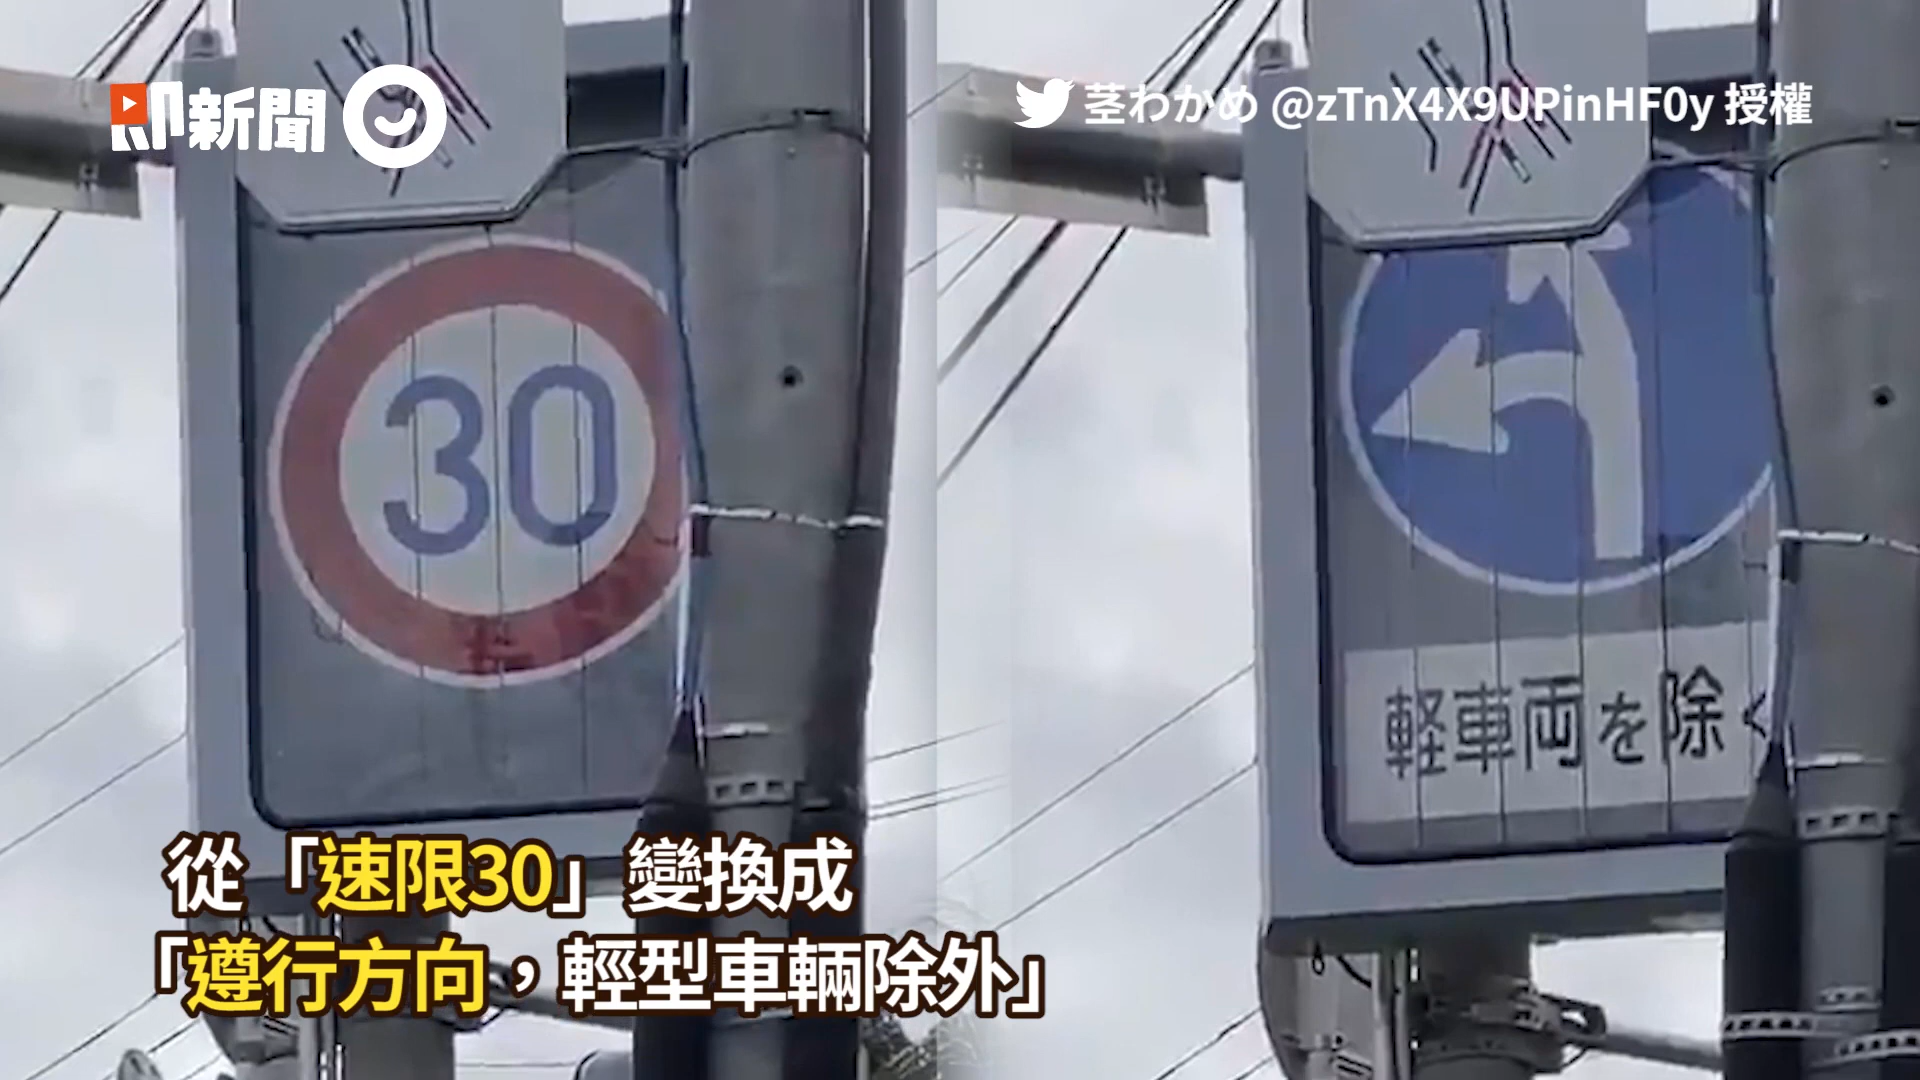 即新聞
茎わかめ @zTnX4X9UPinHF0y 授權
30
軽車両を除く
從「速限30」變換成
「遵行方向，輕型車輛除外」